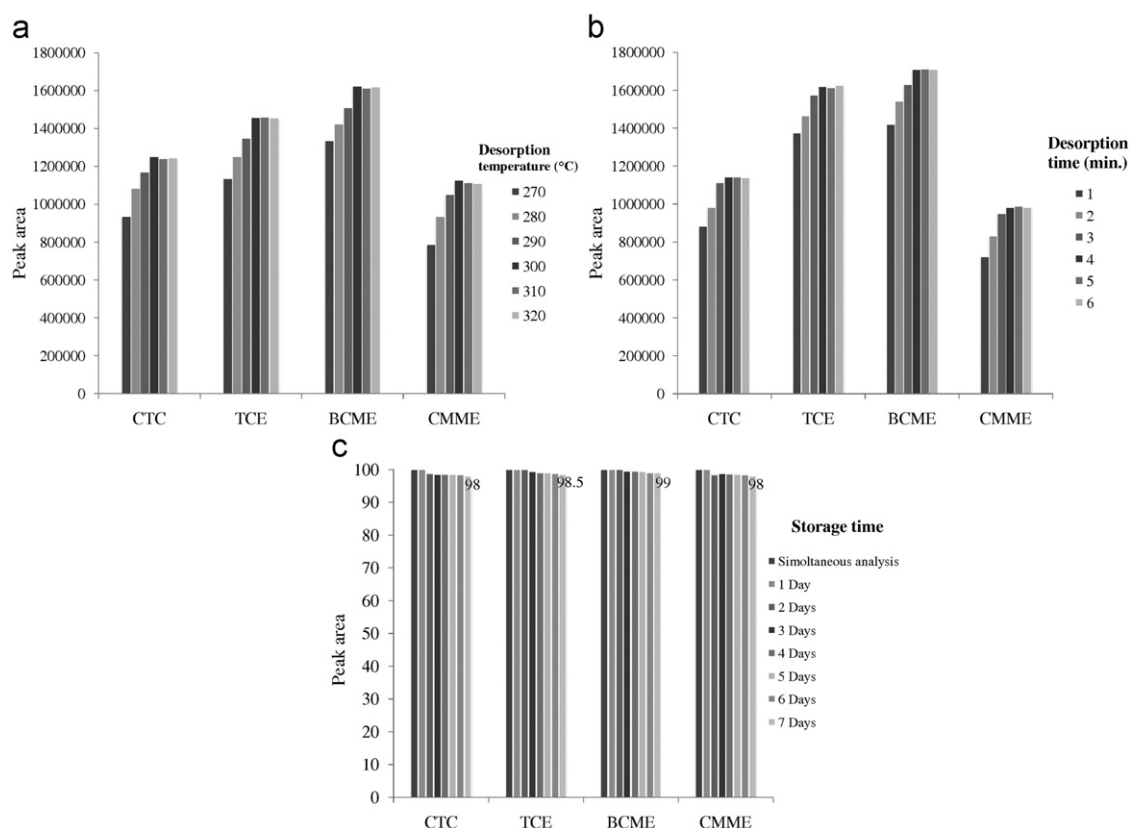 a
1800000
1600000
1400000
1200000
1000000
800000
600000
400000
200000
0
Peak area
CTC TCE BCME CMME
Desorption
temperature (°C)
270
280
290
300
310
320
b
1800000
1600000
1400000
1200000
1000000
800000
600000
400000
200000
0
Peak area
CTC TCE BCME CMME
Desorption
time (min.)
1
2
3
4
5
6
c
100
90
80
70
60
50
40
30
20
10
0
Peak area
98 98.5 99 98
CTC TCE BCME CMME
Storage time
Simoltaneous analysis
1 Day
2 Days
3 Days
4 Days
5 Days
6 Days
7 Days